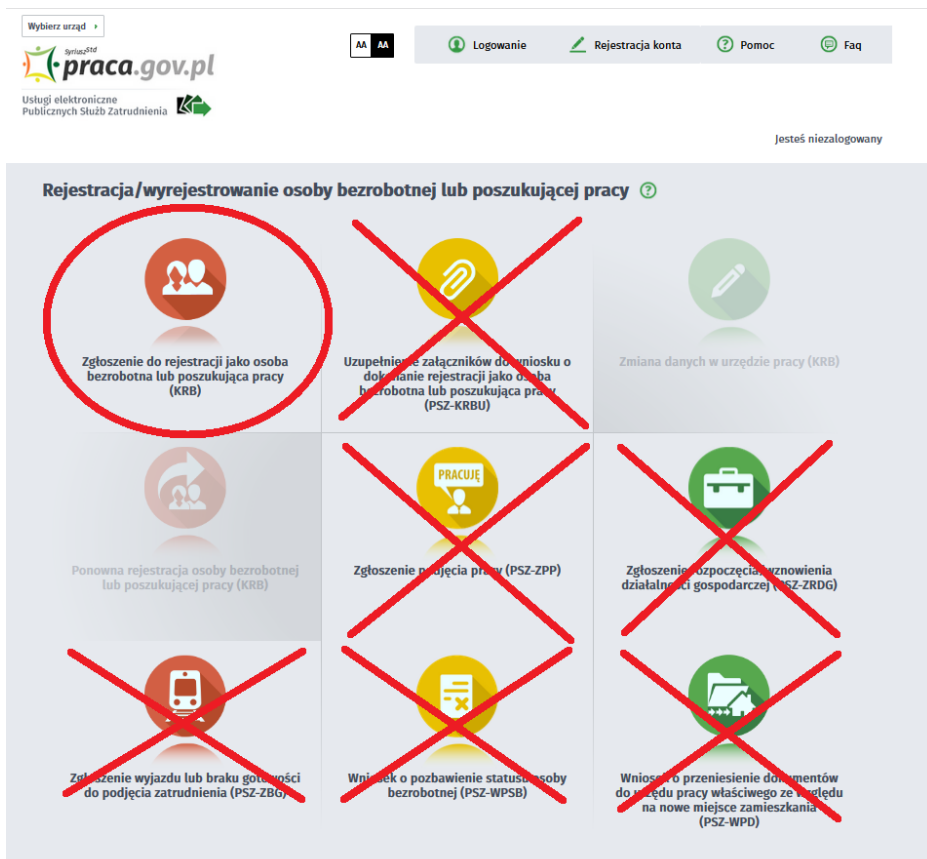 Wybierz urząd
AA AA
Logowanie
Rejestracja konta
Pomoc
Faq
SyriuszStd
praca.gov.pl
Usługi elektroniczne
Publicznych Służb Zatrudnienia
Jesteś niezalogowany
Rejestracja/wyrejestrowanie osoby bezrobotnej lub poszukującej pracy ?
Zgłoszenie do rejestracji jako osoba
bezrobotna lub poszukująca pracy
(KRB)
Uzupełnienie załączników do wniosku o
dokonanie rejestracji jako osoba
bezrobotna lub poszukująca pracy
(PSZ-KRBU)
Zmiana danych w urzędzie pracy (KRB)
Ponowna rejestracja osoby bezrobotnej
lub poszukującej pracy (KRB)
PRACUJĘ
Zgłoszenie podjęcia pracy (PSZ-ZPP)
Zgłoszenie rozpoczęcia/wznowienia
działalności gospodarczej (PSZ-ZRDG)
Zgłoszenie wyjazdu lub braku gotowości
do podjęcia zatrudnienia (PSZ-ZBG)
Wniosek o pozbawienie statusu osoby
bezrobotnej (PSZ-WPSB)
Wniosek o przeniesienie dokumentów
do urzędu pracy właściwego ze względu
na nowe miejsce zamieszkania
(PSZ-WPD)